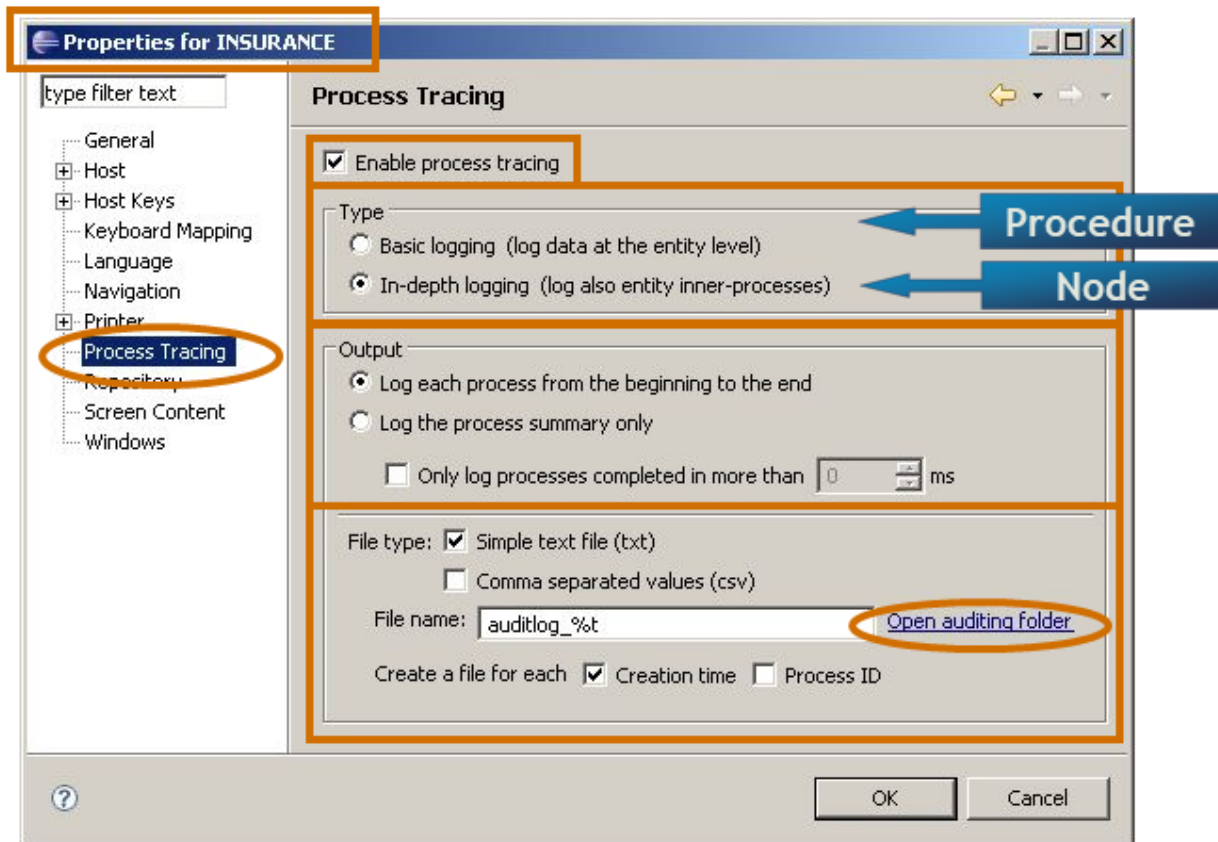 Properties for INSURANCE
type filter text
Process Tracing
General
Host
Host Keys
Keyboard Mapping
Language
Navigation
Printer
Process Tracing
Repository
Screen Content
Windows
Enable process tracing
Type
Procedure
Basic logging (log data at the entity level)
In-depth logging (log also entity inner-processes)
Node
Output
Log each process from the beginning to the end
Log the process summary only
Only log processes completed in more than 0 ms
File type: Simple text file (txt)
Comma separated values (csv)
File name: auditlog_%t Open auditing folder
Create a file for each Creation time Process ID
? OK Cancel